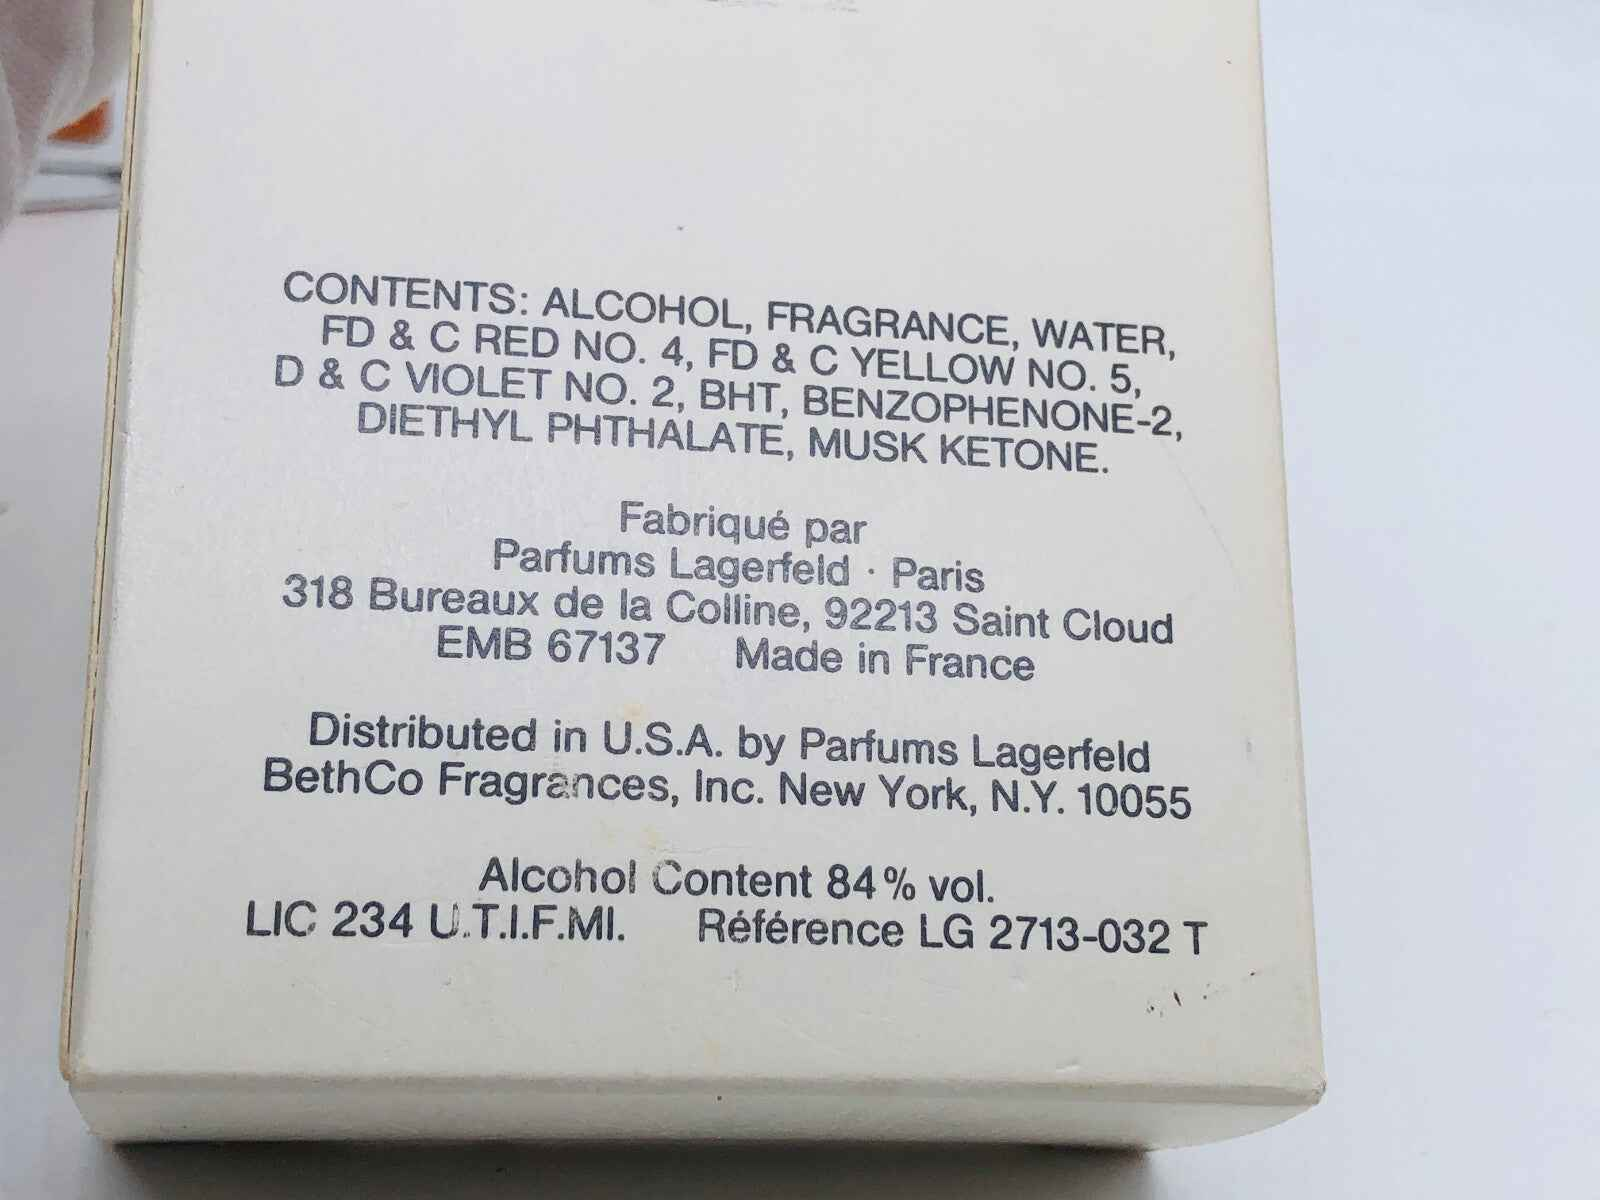 CONTENTS: ALCOHOL, FRAGRANCE, WATER,
FD & C RED NO. 4, FD & C YELLOW NO. 5,
D & C VIOLET NO. 2, BHT, BENZOPHENONE-2,
DIETHYL PHTHALATE, MUSK KETONE.
Fabriqué par
Parfums Lagerfeld · Paris
318 Bureaux de la Colline, 92213 Saint Cloud
EMB 67137 Made in France
Distributed in U.S.A. by Parfums Lagerfeld
BethCo Fragrances, Inc. New York, N.Y. 10055
Alcohol Content 84% vol.
LIC 234 U.T.I.F.MI. Référence LG 2713-032 T